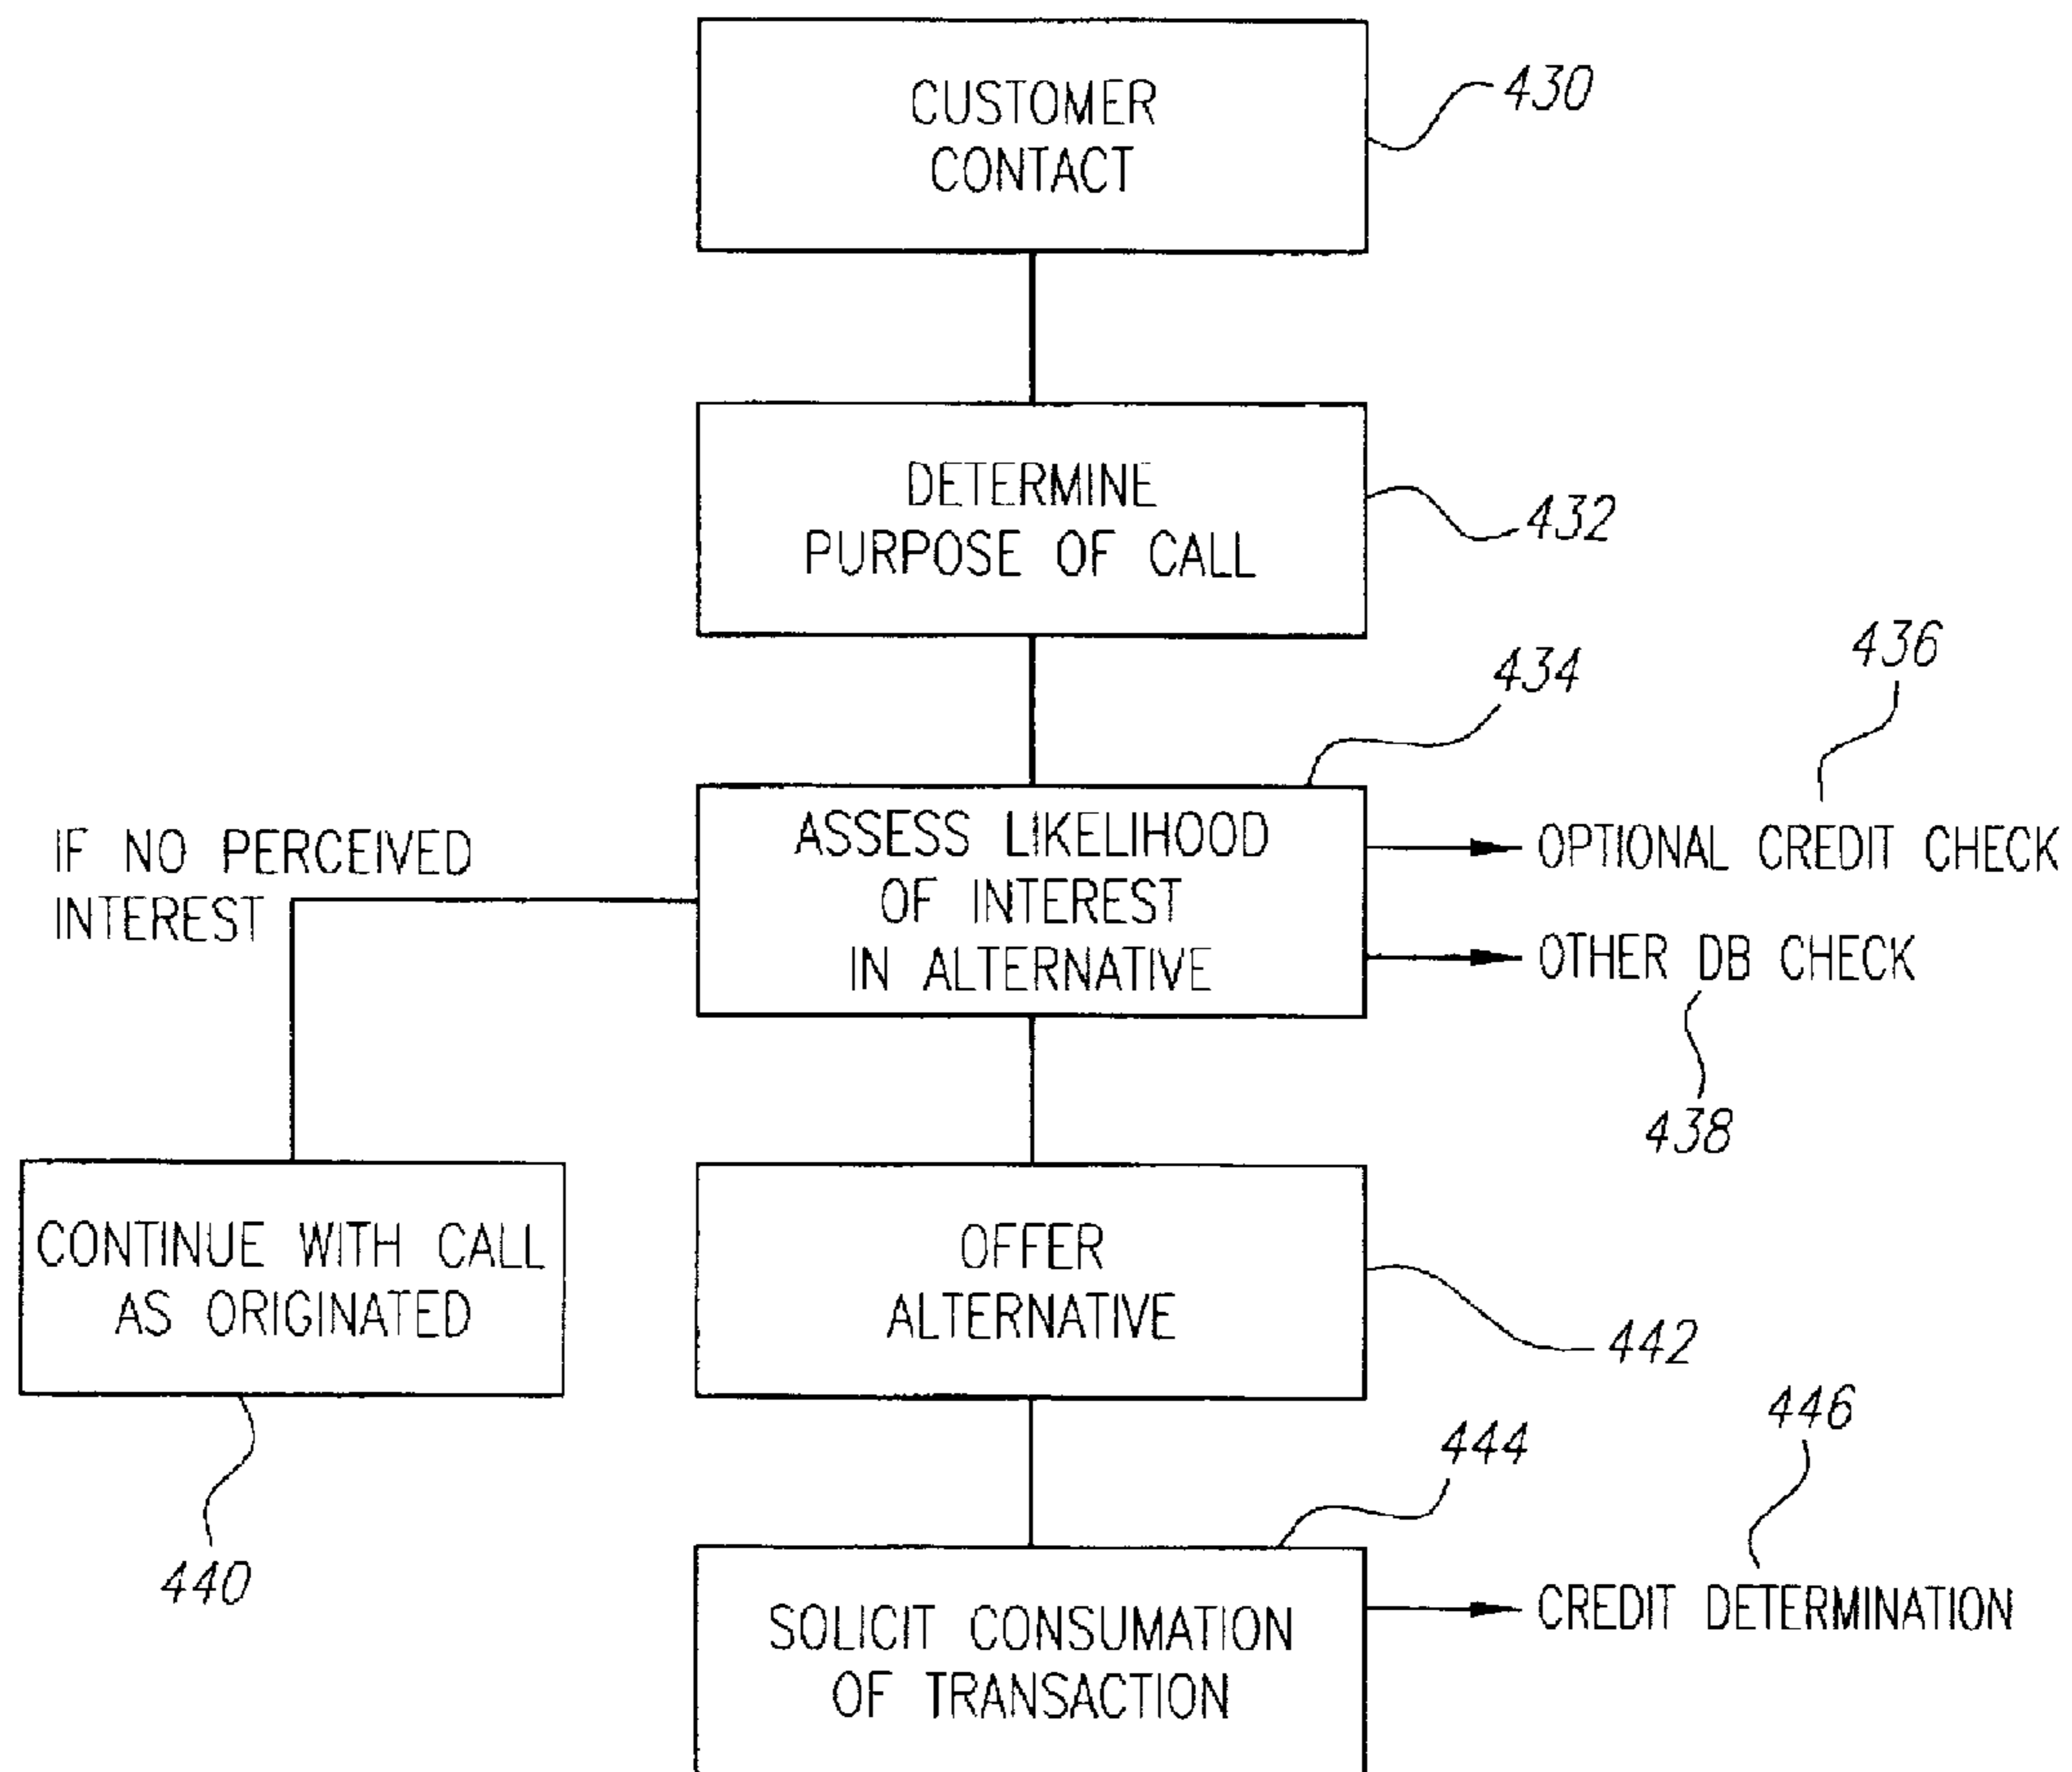 CUSTOMER
CONTACT
430
DETERMINE
PURPOSE OF CALL
432
434
436
IF NO PERCEIVED
INTEREST
ASSESS LIKELIHOOD
OF INTEREST
IN ALTERNATIVE
OPTIONAL CREDIT CHECK
OTHER DB CHECK
438
CONTINUE WITH CALL
AS ORIGINATED
440
OFFER
ALTERNATIVE
442
444
446
SOLICIT CONSUMATION
OF TRANSACTION
CREDIT DETERMINATION